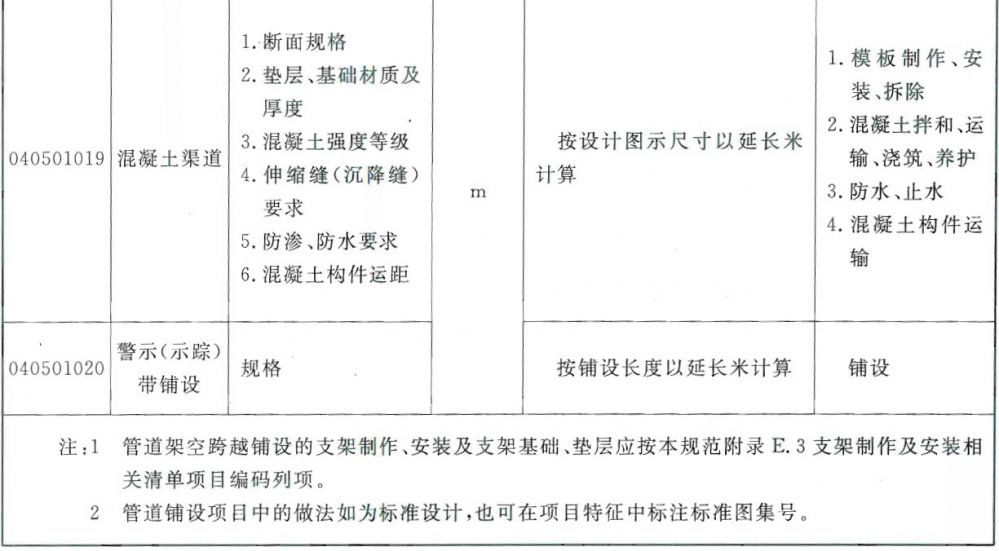 040501019
混凝土渠道
1.断面规格
2.垫层、基础材质及
厚度
3.混凝土强度等级
4.伸缩缝(沉降缝)
要求
5.防渗、防水要求
6.混凝土构件运距
m
按设计图示尺寸以延长米
计算
1.模板制作、安
装、拆除
2.混凝土拌和、运
输、浇筑、养护
3.防水、止水
4.混凝土构件运
输
040501020
警示(示踪)
带铺设
规格
按铺设长度以延长米计算
铺设
注:1 管道架空跨越铺设的支架制作、安装及支架基础、垫层应按本规范附录 E.3 支架制作及安装相
关清单项目编码列项。
2 管道铺设项目中的做法如为标准设计,也可在项目特征中标注标准图集号。